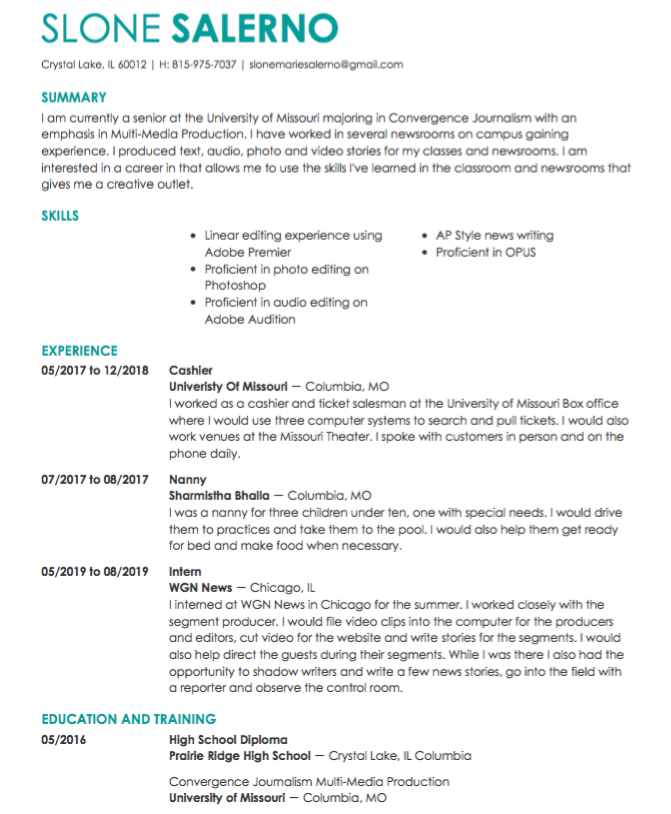 SLONE SALERNO
Crystal Lake, IL 60012 | H: 815-975-7037 | slonemariesalerno@gmail.com
SUMMARY
I am currently a senior at the University of Missouri majoring in Convergence Journalism with an
emphasis in Multi-Media Production. I have worked in several newsrooms on campus gaining
experience. I produced text, audio, photo and video stories for my classes and newsrooms. I am
interested in a career in that allows me to use the skills I've learned in the classroom and newsrooms that
gives me a creative outlet.
SKILLS
• Linear editing experience using
Adobe Premier
• Proficient in photo editing on
Photoshop
• Proficient in audio editing on
Adobe Audition
• AP Style news writing
• Proficient in OPUS
EXPERIENCE
05/2017 to 12/2018 Cashier
Univeristy Of Missouri — Columbia, MO
I worked as a cashier and ticket salesman at the University of Missouri Box office
where I would use three computer systems to search and pull tickets. I would also
work venues at the Missouri Theater. I spoke with customers in person and on the
phone daily.
07/2017 to 08/2017 Nanny
Sharmistha Bhalla — Columbia, MO
I was a nanny for three children under ten, one with special needs. I would drive
them to practices and take them to the pool. I would also help them get ready
for bed and make food when necessary.
05/2019 to 08/2019 Intern
WGN News — Chicago, IL
I interned at WGN News in Chicago for the summer. I worked closely with the
segment producer. I would file video clips into the computer for the producers
and editors, cut video for the website and write stories for the segments. I would
also help direct the guests during their segments. While I was there I also had the
opportunity to shadow writers and write a few news stories, go into the field with
a reporter and observe the control room.
EDUCATION AND TRAINING
05/2016 High School Diploma
Prairie Ridge High School — Crystal Lake, IL Columbia
Convergence Journalism Multi-Media Production
University of Missouri — Columbia, MO